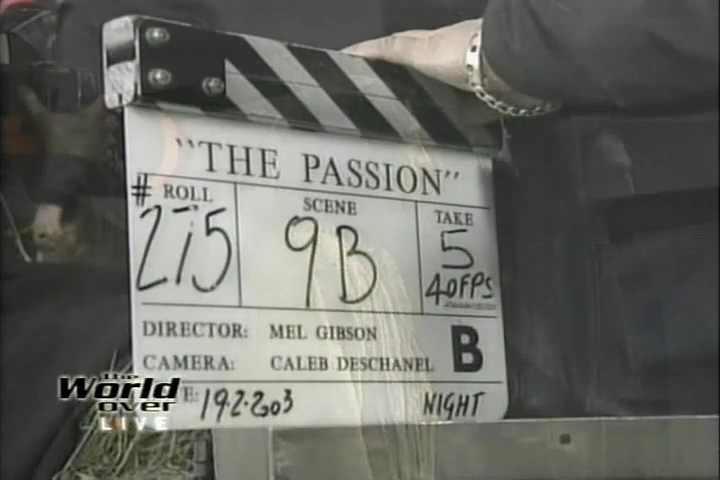 "THE PASSION"
# ROLL
275
SCENE
9B
TAKE
5
40FPS
DIRECTOR: MEL GIBSON
CAMERA: CALEB DESCHANEL
B
E: 19·2·2003
NIGHT
the World over
LIVE